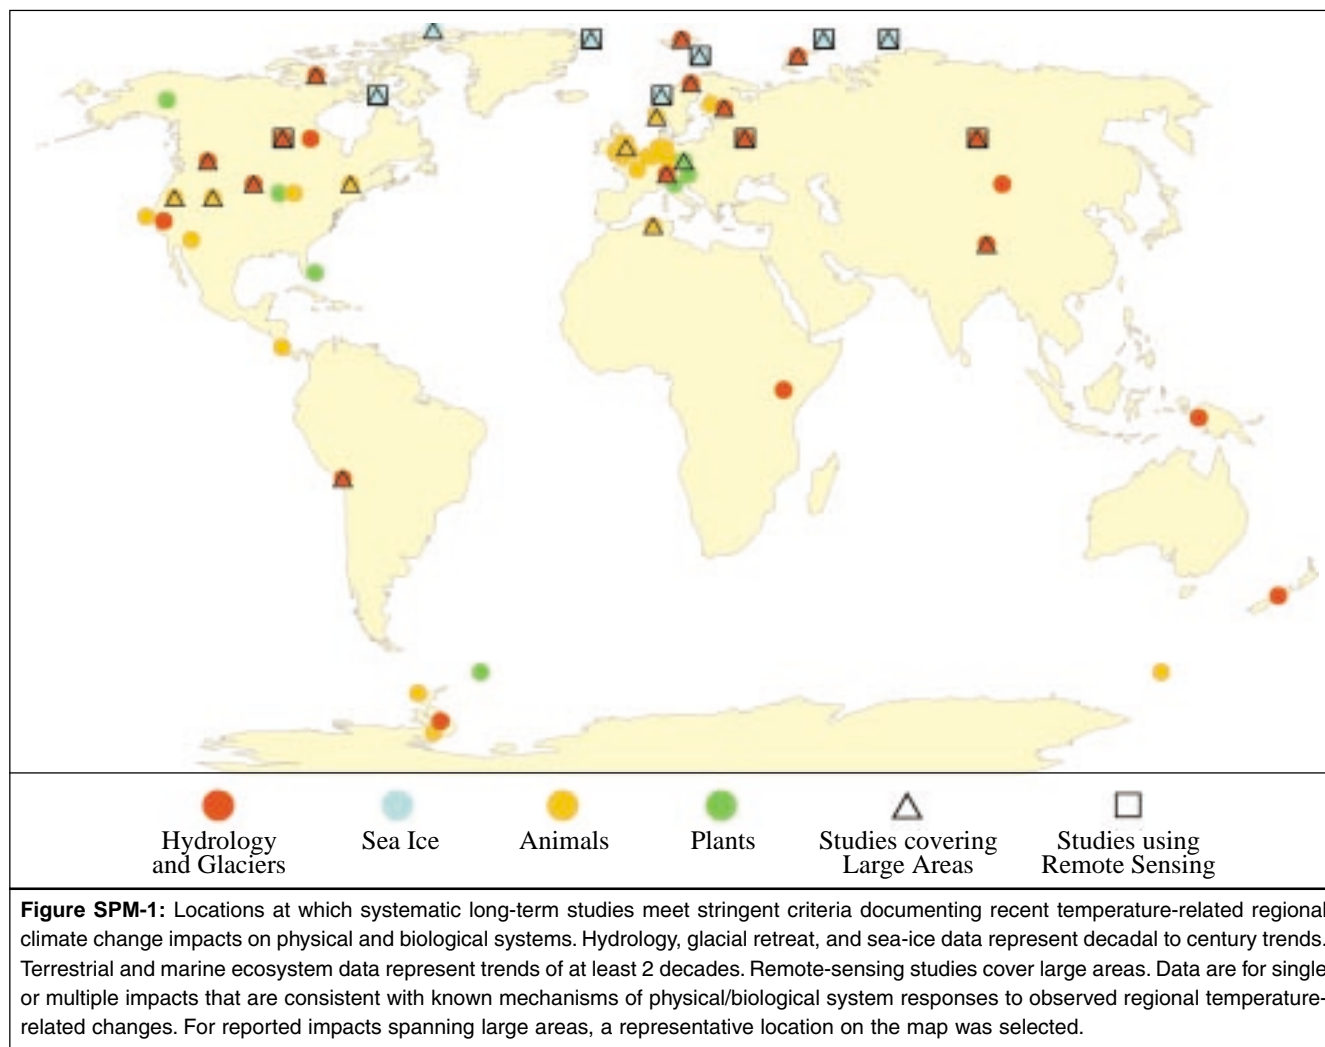 Hydrology
and Glaciers
Sea Ice
Animals
Plants
Studies covering
Large Areas
Studies using
Remote Sensing
Figure SPM-1: Locations at which systematic long-term studies meet stringent criteria documenting recent temperature-related regional
climate change impacts on physical and biological systems. Hydrology, glacial retreat, and sea-ice data represent decadal to century trends.
Terrestrial and marine ecosystem data represent trends of at least 2 decades. Remote-sensing studies cover large areas. Data are for single
or multiple impacts that are consistent with known mechanisms of physical/biological system responses to observed regional temperature-
related changes. For reported impacts spanning large areas, a representative location on the map was selected.